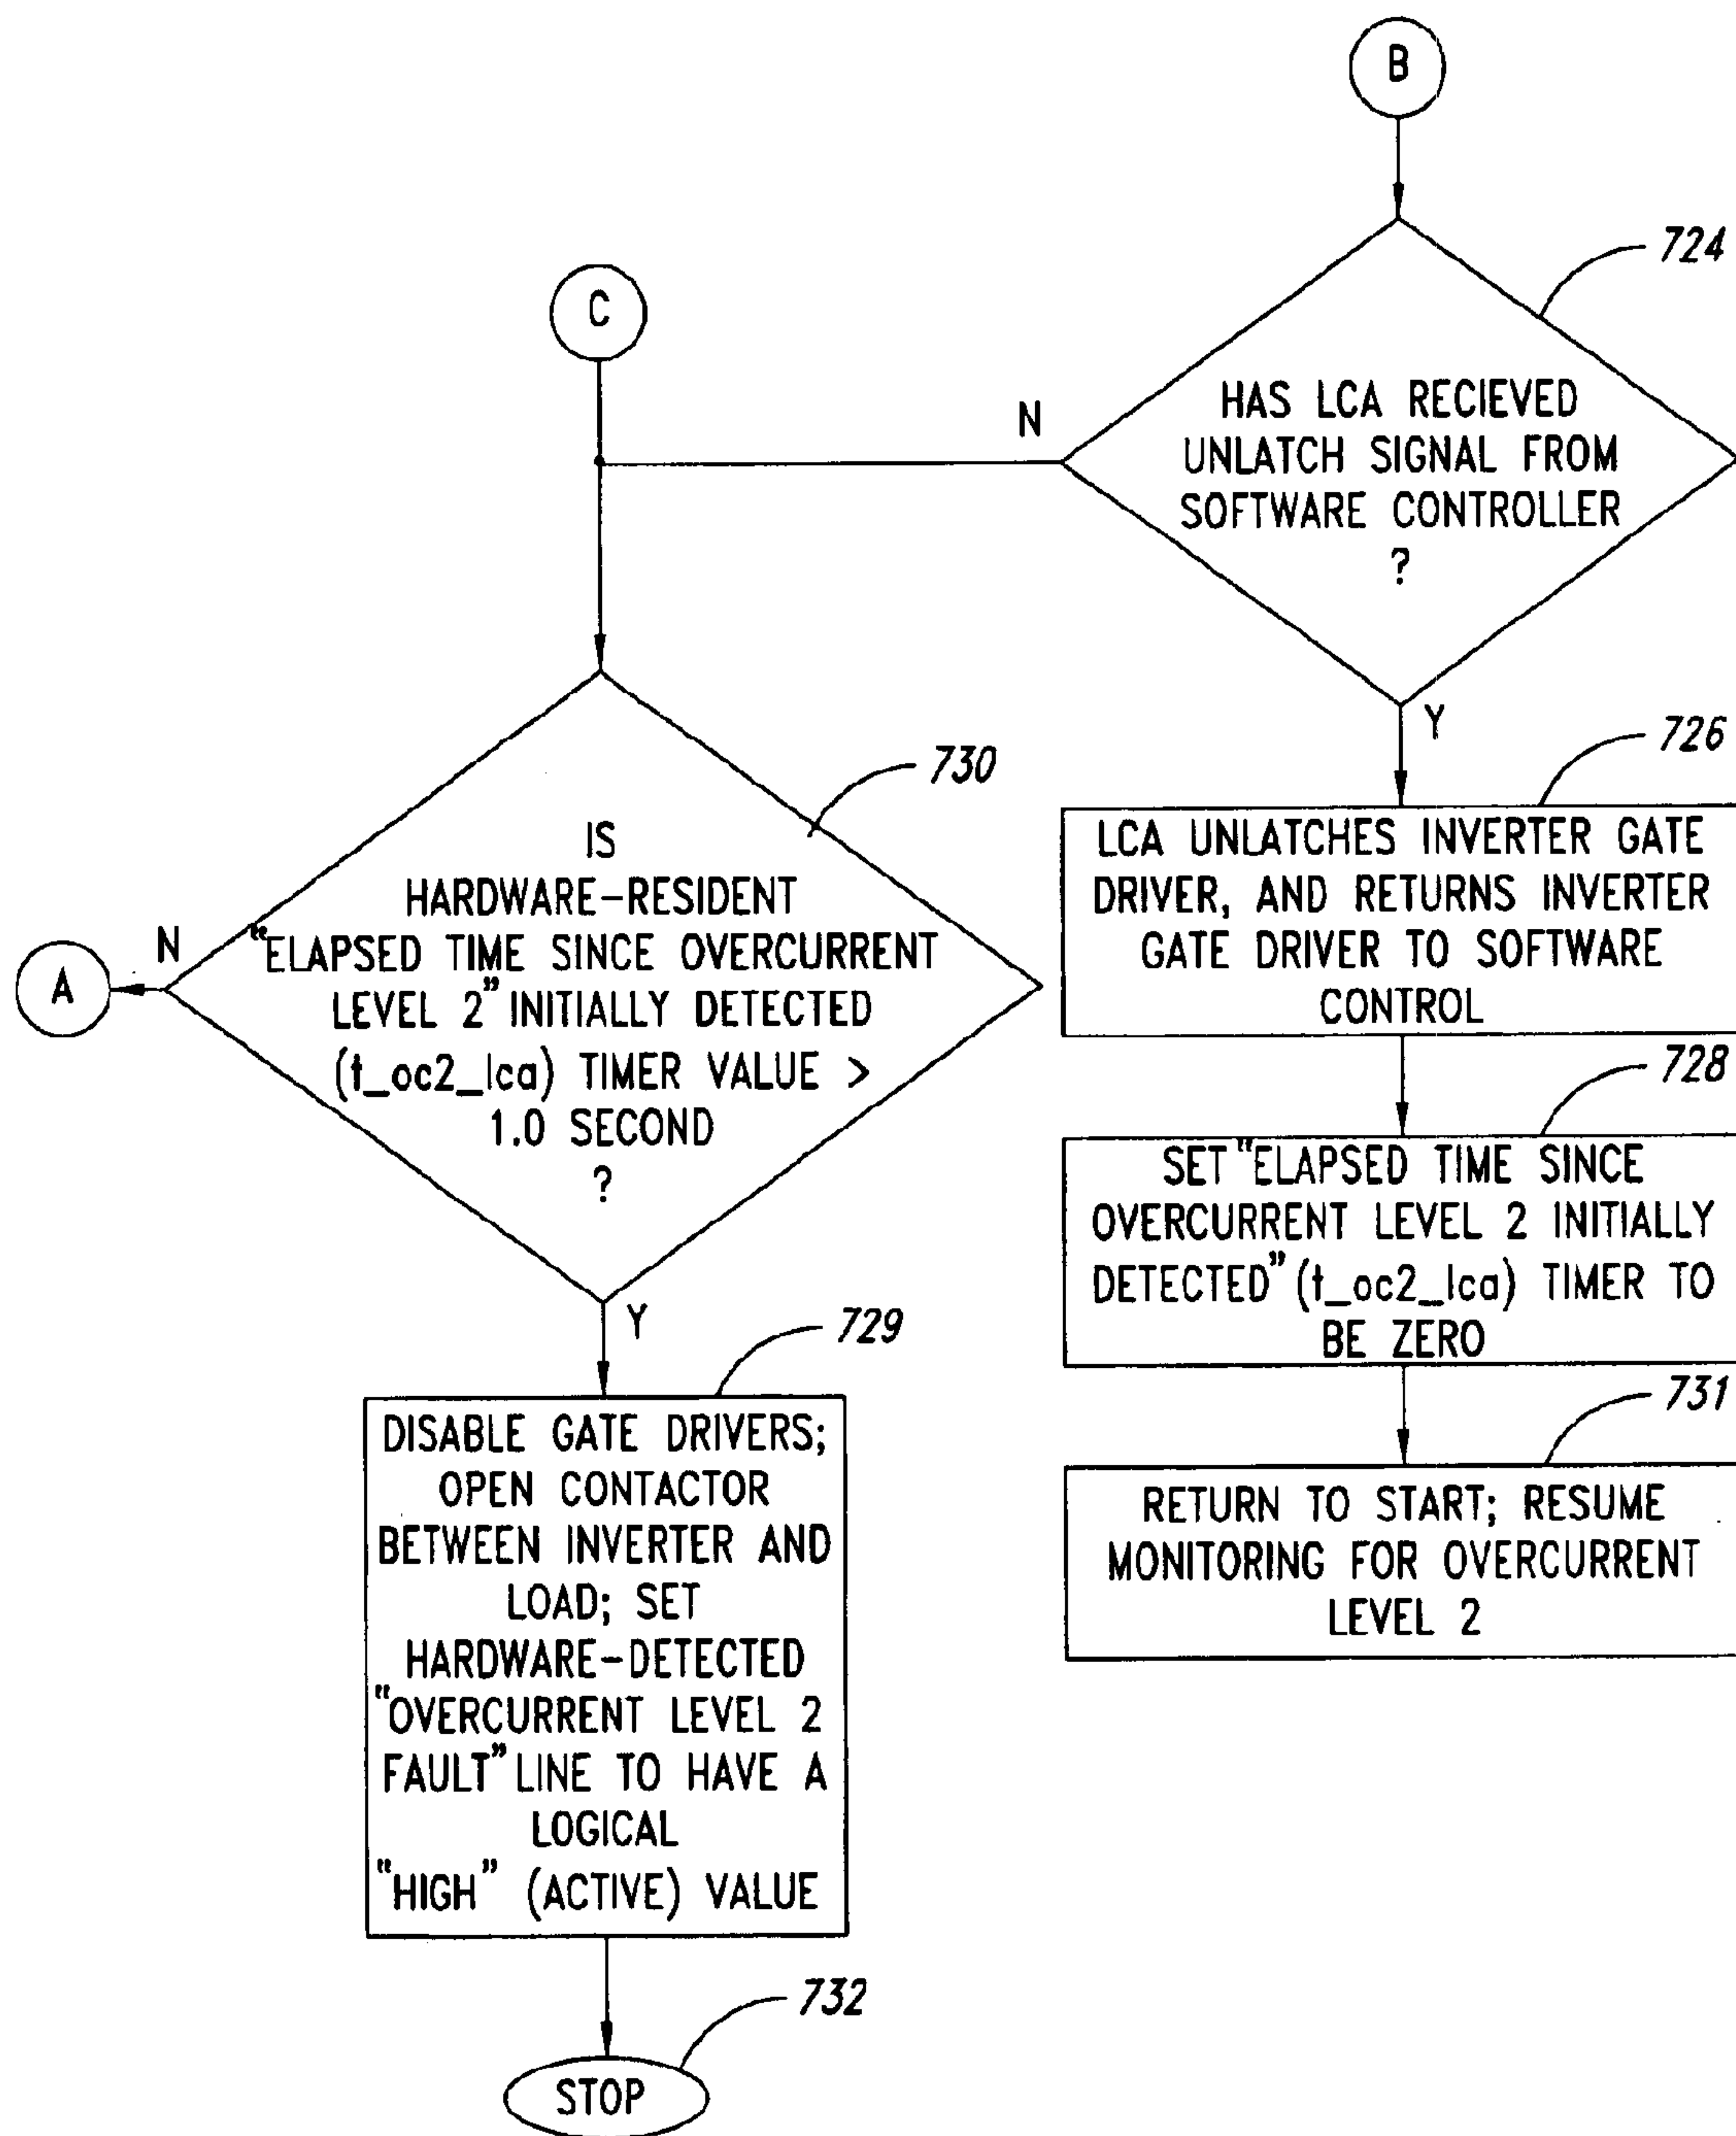 B
724
HAS LCA RECIEVED
UNLATCH SIGNAL FROM
SOFTWARE CONTROLLER
?
N
Y
C
726
LCA UNLATCHES INVERTER GATE
DRIVER, AND RETURNS INVERTER
GATE DRIVER TO SOFTWARE
CONTROL
728
SET "ELAPSED TIME SINCE
OVERCURRENT LEVEL 2 INITIALLY
DETECTED" (t_oc2_lca) TIMER TO
BE ZERO
731
RETURN TO START; RESUME
MONITORING FOR OVERCURRENT
LEVEL 2
730
IS
HARDWARE-RESIDENT
"ELAPSED TIME SINCE OVERCURRENT
LEVEL 2" INITIALLY DETECTED
(t_oc2_lca) TIMER VALUE >
1.0 SECOND
?
N
A
Y
729
DISABLE GATE DRIVERS;
OPEN CONTACTOR
BETWEEN INVERTER AND
LOAD; SET
HARDWARE-DETECTED
"OVERCURRENT LEVEL 2
FAULT" LINE TO HAVE A
LOGICAL
"HIGH" (ACTIVE) VALUE
732
STOP